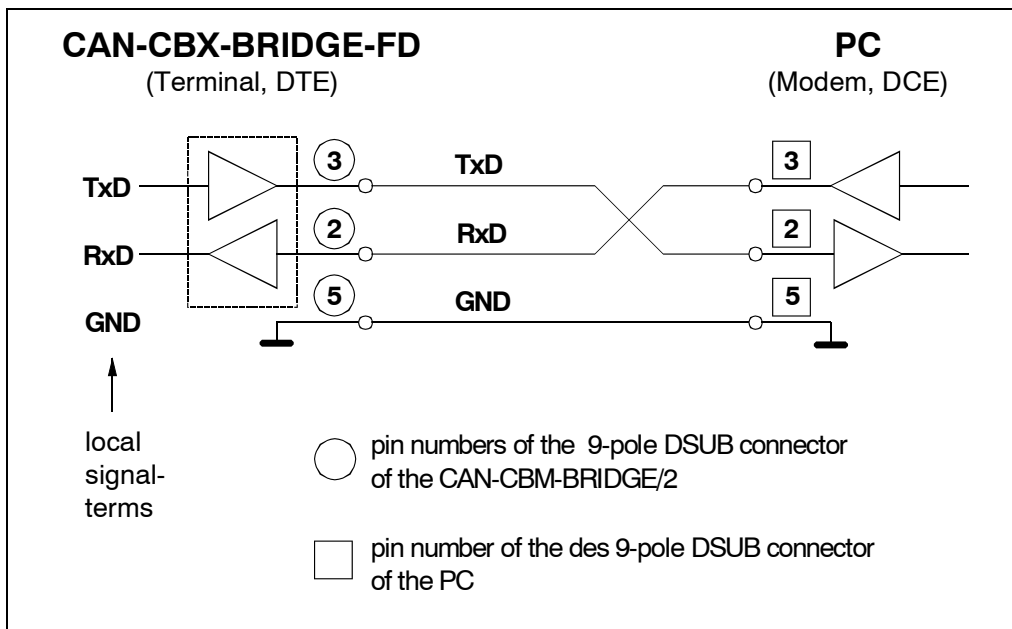 CAN-CBX-BRIDGE-FD
(Terminal, DTE)
PC
(Modem, DCE)
3
TxD
3
TxD
2
RxD
2
RxD
5
GND
5
GND
local
signal-
terms
pin numbers of the 9-pole DSUB connector
of the CAN-CBM-BRIDGE/2
pin number of the des 9-pole DSUB connector
of the PC